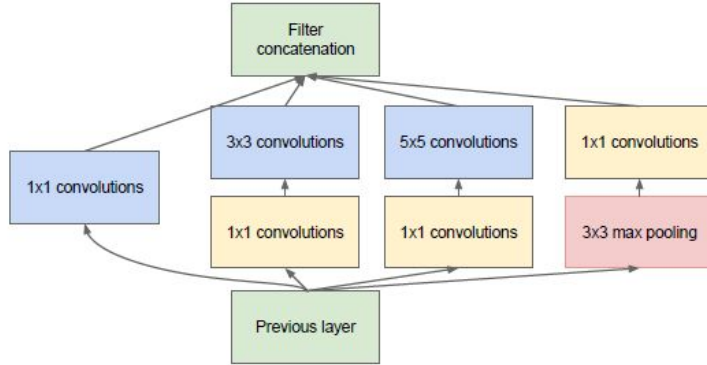 Filter
concatenation
3x3 convolutions
5x5 convolutions
1x1 convolutions
1x1 convolutions
1x1 convolutions
1x1 convolutions
3x3 max pooling
Previous layer